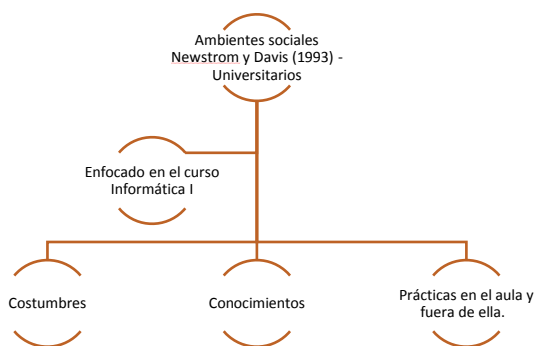 Ambientes sociales
Newstrom y Davis (1993) -
Universitarios
Enfocado en el curso
Informática I
Costumbres
Conocimientos
Prácticas en el aula y
fuera de ella.